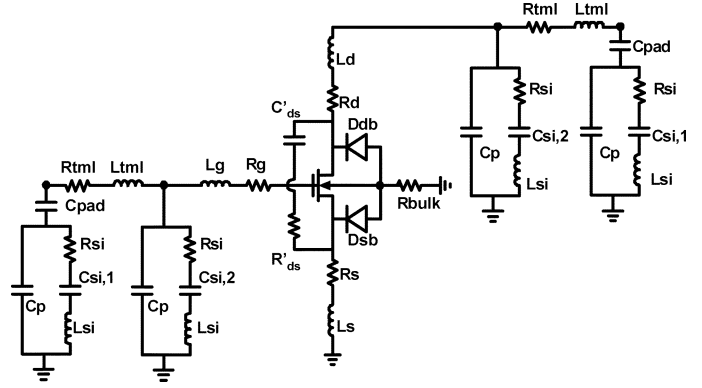 Rtml Ltml
Cpad
Ld
Rd
C'ds
Ddb
Rsi
Csi,2
Cp
Lsi
Rsi
Csi,1
Cp
Lsi
Rtml Ltml
Lg
Rg
Rbulk
Cpad
Dsb
R'ds
Rsi
Csi,1
Cp
Lsi
Rsi
Csi,2
Cp
Lsi
Rs
Ls